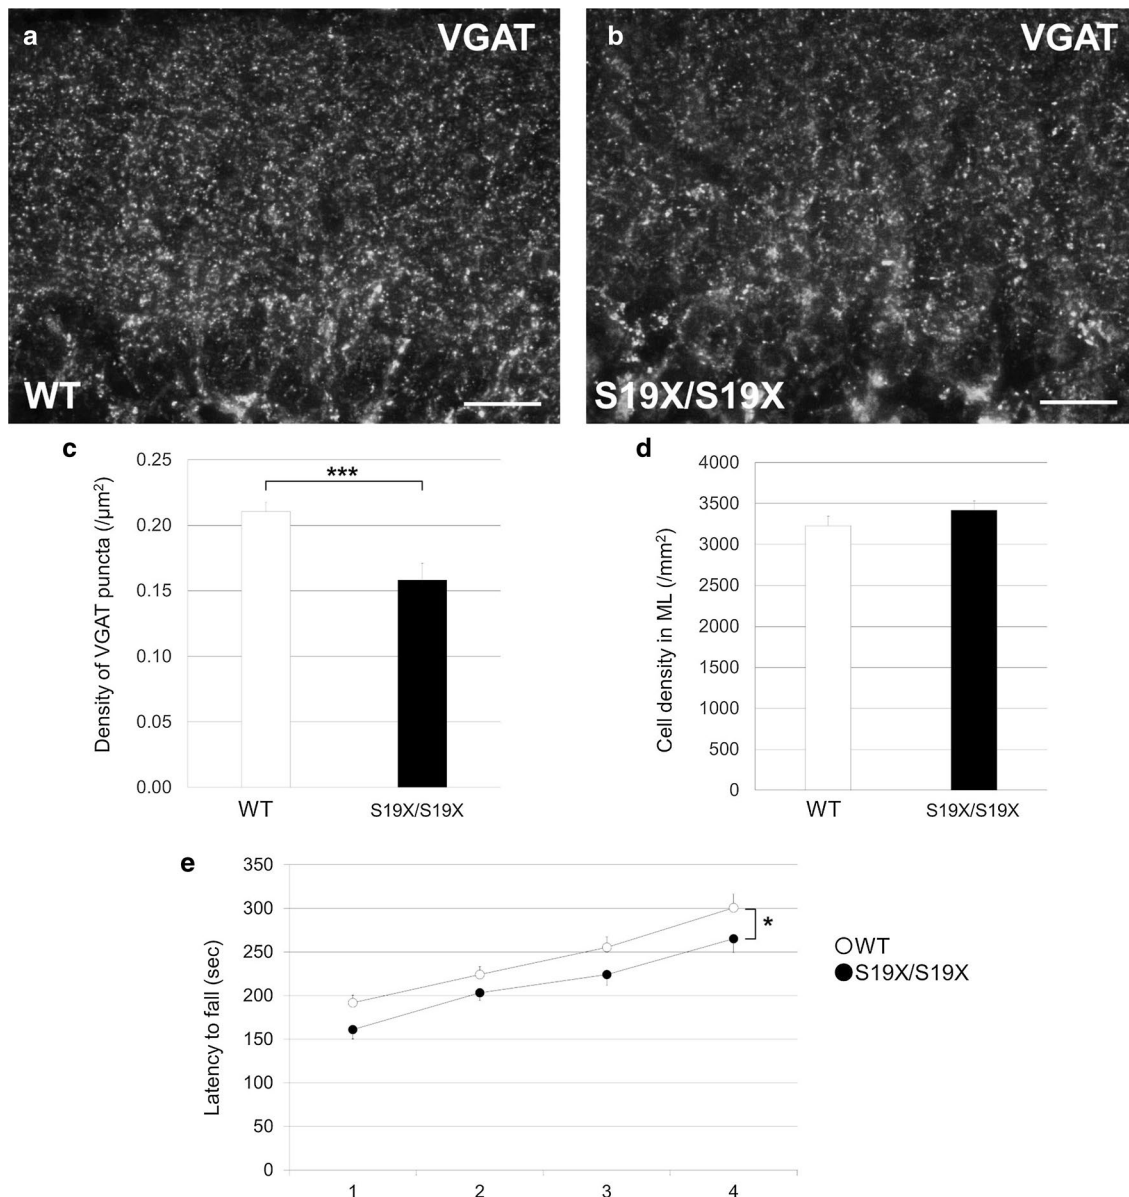 a
VGAT
WT
b
VGAT
S19X/S19X
c
Density of VGAT puncta (/µm²)
0.25
0.20
0.15
0.10
0.05
0.00
***
WT
S19X/S19X
d
Cell density in ML (/mm²)
4000
3500
3000
2500
2000
1500
1000
500
0
WT
S19X/S19X
e
Latency to fall (sec)
350
300
250
200
150
100
50
0
*
1 2 3 4
WT
S19X/S19X